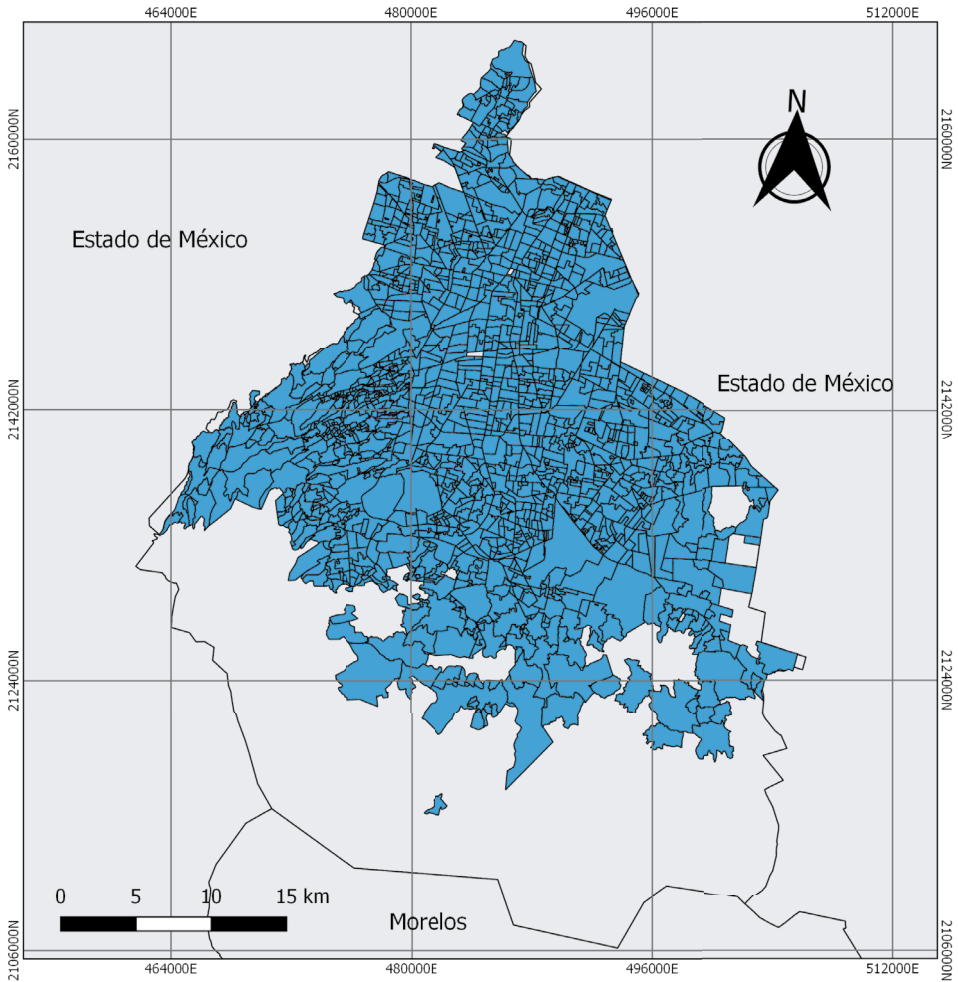 464000E 480000E 496000E 512000E
N
2160000N 2160000N
Estado de México
Estado de México
2142000N 2142000N
2124000N 2124000N
0 5 10 15 km
Morelos
2106000N 2106000N
464000E 480000E 496000E 512000E